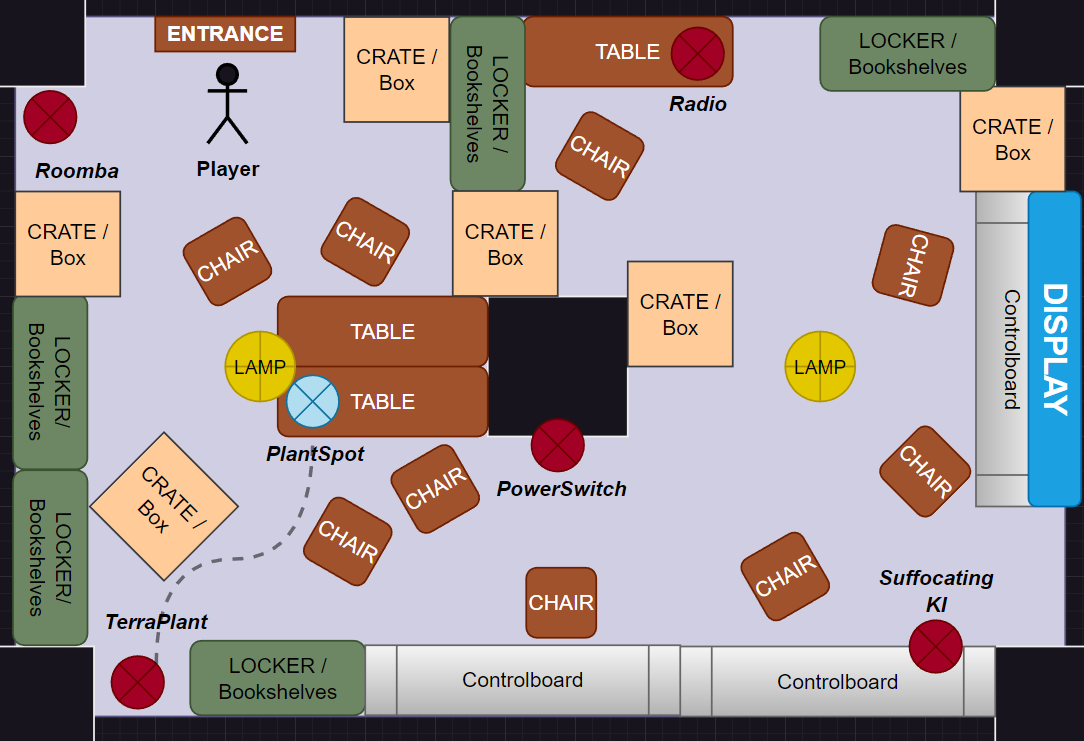 ENTRANCE
CRATE /
Box
LOCKER /
Bookshelves
TABLE
Radio
LOCKER /
Bookshelves
Roomba
Player
CHAIR
CRATE /
Box
CRATE /
Box
CHAIR
CHAIR
CRATE /
Box
CHAIR
CRATE /
Box
Controlboard
DISPLAY
LOCKER/
Bookshelves
TABLE
LAMP
TABLE
PlantSpot
LAMP
PowerSwitch
CHAIR
CHAIR
CRATE /
Box
LOCKER/
Bookshelves
CHAIR
CHAIR
CHAIR
Suffocating
KI
TerraPlant
LOCKER /
Bookshelves
Controlboard
Controlboard